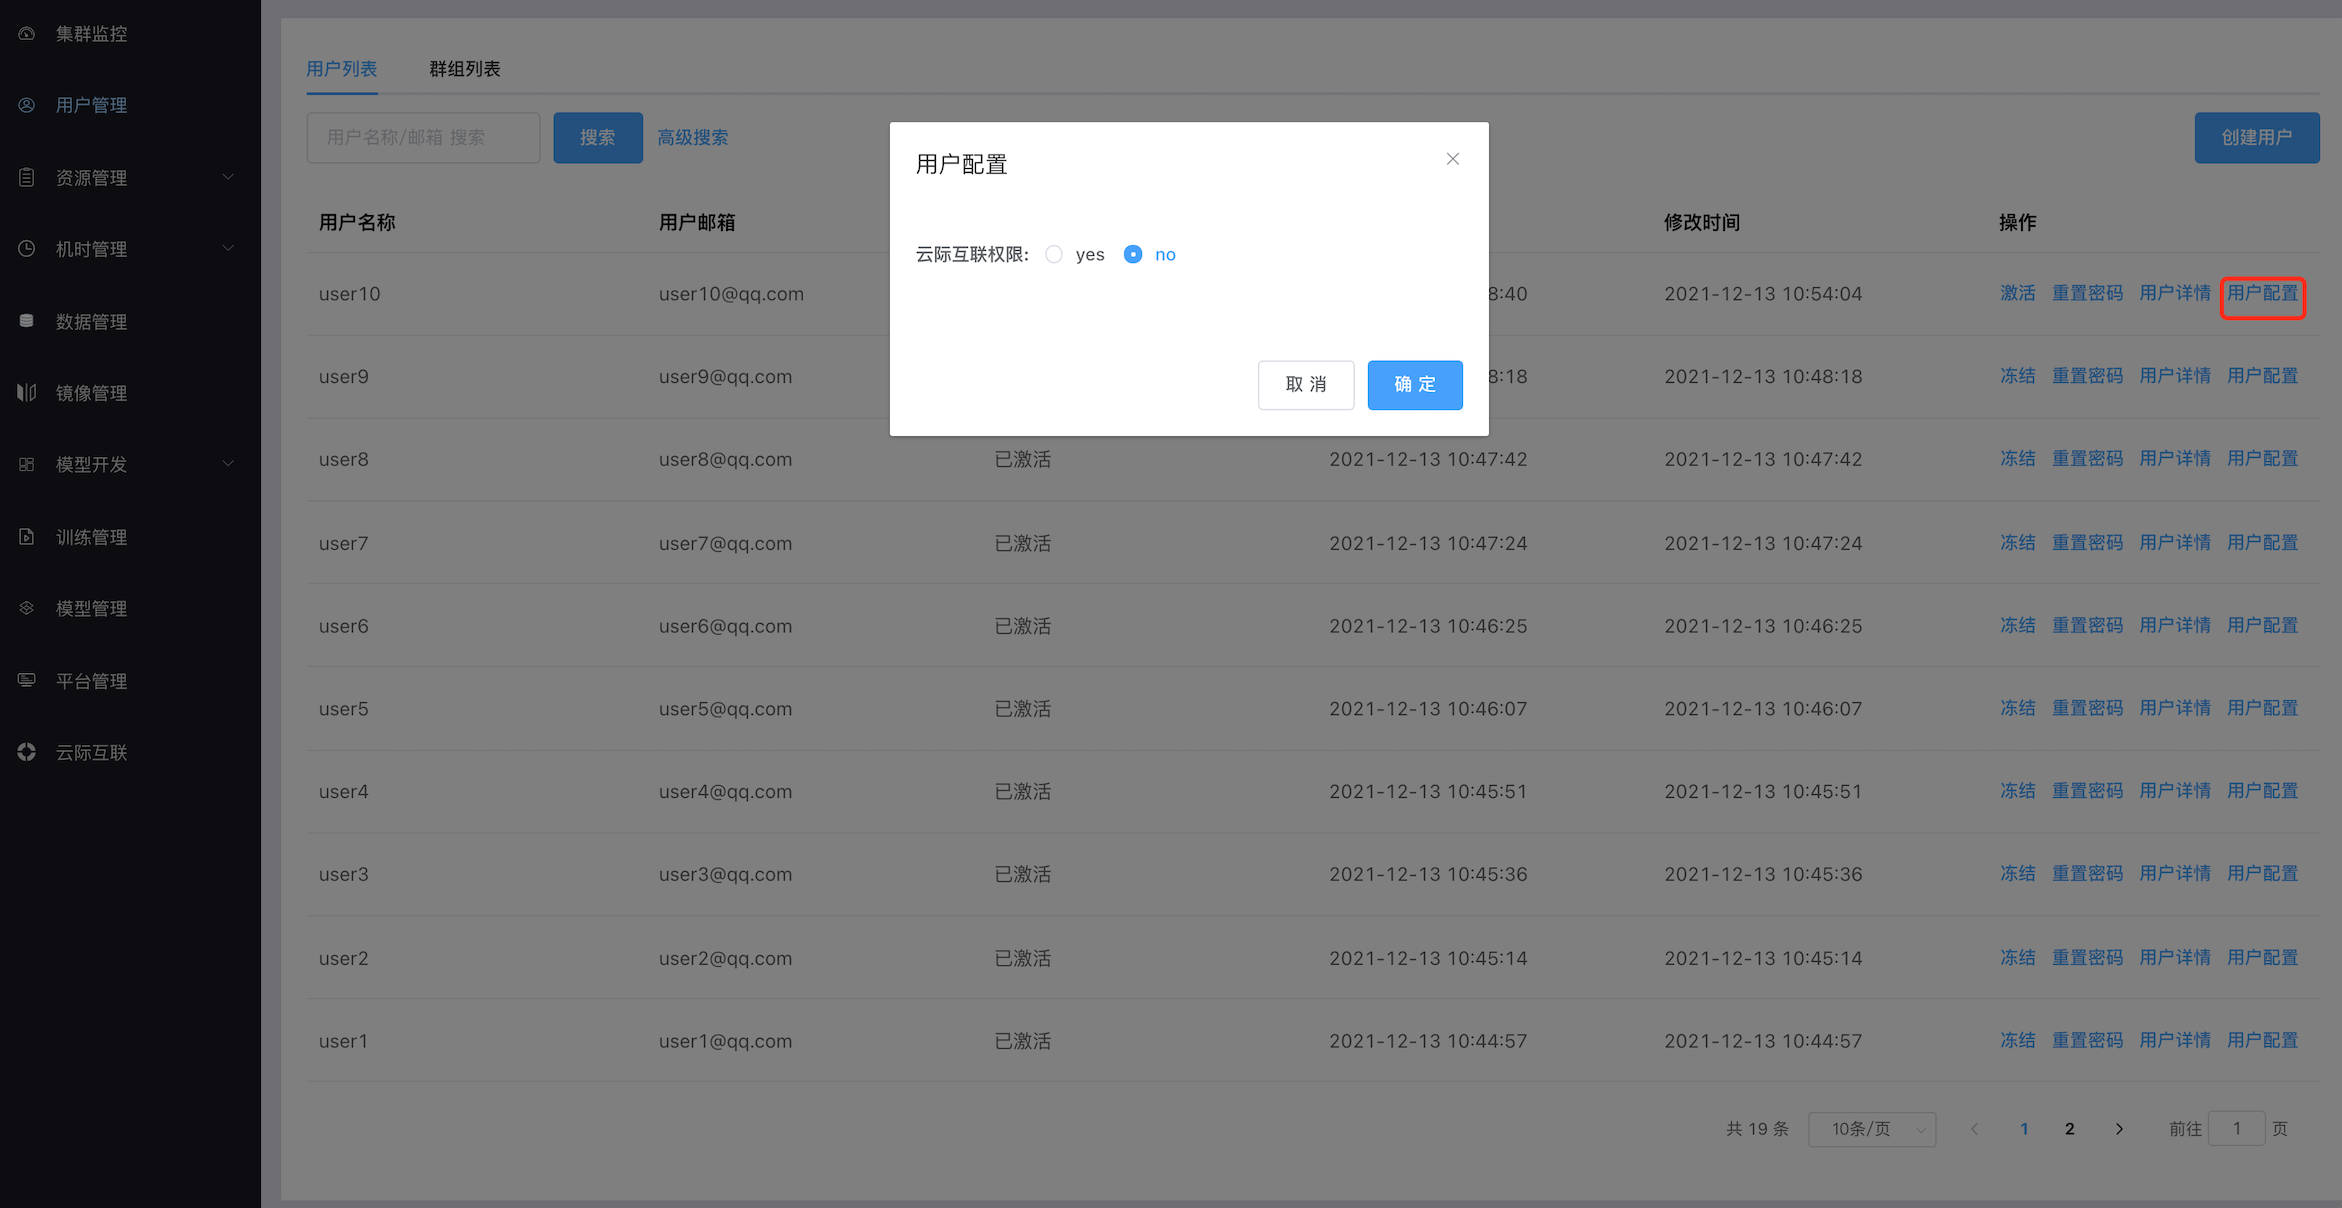 集群监控
用户管理
资源管理
机时管理
数据管理
镜像管理
模型开发
训练管理
模型管理
平台管理
云际互联
用户列表 群组列表
用户名称/邮箱 搜索 搜索 高级搜索 创建用户
用户配置
云际互联权限: yes no
取 消 确 定
用户名称 用户邮箱 修改时间 操作
user10 user10@qq.com 8:40 2021-12-13 10:54:04 激活 重置密码 用户详情 用户配置
user9 user9@qq.com 8:18 2021-12-13 10:48:18 冻结 重置密码 用户详情 用户配置
user8 user8@qq.com 已激活 2021-12-13 10:47:42 2021-12-13 10:47:42 冻结 重置密码 用户详情 用户配置
user7 user7@qq.com 已激活 2021-12-13 10:47:24 2021-12-13 10:47:24 冻结 重置密码 用户详情 用户配置
user6 user6@qq.com 已激活 2021-12-13 10:46:25 2021-12-13 10:46:25 冻结 重置密码 用户详情 用户配置
user5 user5@qq.com 已激活 2021-12-13 10:46:07 2021-12-13 10:46:07 冻结 重置密码 用户详情 用户配置
user4 user4@qq.com 已激活 2021-12-13 10:45:51 2021-12-13 10:45:51 冻结 重置密码 用户详情 用户配置
user3 user3@qq.com 已激活 2021-12-13 10:45:36 2021-12-13 10:45:36 冻结 重置密码 用户详情 用户配置
user2 user2@qq.com 已激活 2021-12-13 10:45:14 2021-12-13 10:45:14 冻结 重置密码 用户详情 用户配置
user1 user1@qq.com 已激活 2021-12-13 10:44:57 2021-12-13 10:44:57 冻结 重置密码 用户详情 用户配置
共 19 条 10条/页 1 2 前往 1 页